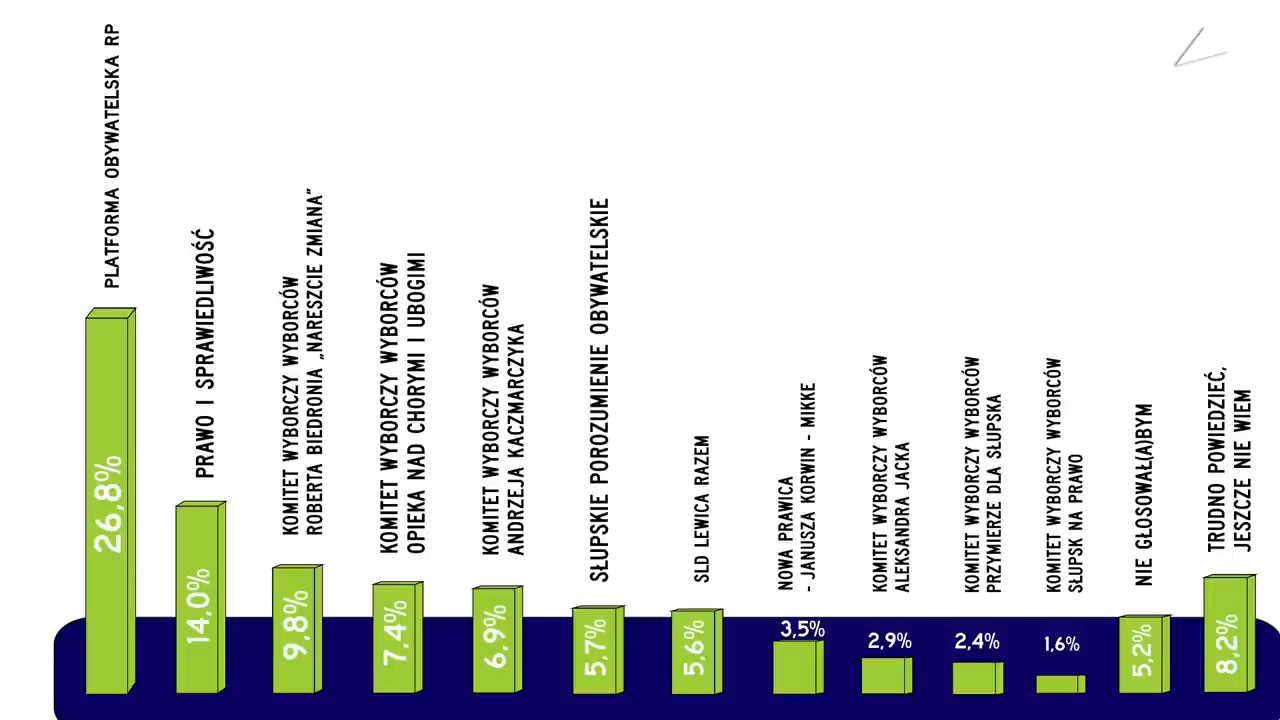 PLATFORMA OBYWATELSKA RP
26,8%
PRAWO I SPRAWIEDLIWOŚĆ
14,0%
KOMITET WYBORCZY WYBORCÓW
ROBERTA BIEDRONIA „NARESZCIE ZMIANA”
9,8%
KOMITET WYBORCZY WYBORCÓW
OPIEKA NAD CHORYMI I UBOGIMI
7,4%
KOMITET WYBORCZY WYBORCÓW
ANDRZEJA KACZMARCZYKA
6,9%
SŁUPSKIE POROZUMIENIE OBYWATELSKIE
5,7%
SLD LEWICA RAZEM
5,6%
NOWA PRAWICA
- JANUSZA KORWIN - MIKKE
3,5%
KOMITET WYBORCZY WYBORCÓW
ALEKSANDRA JACKA
2,9%
KOMITET WYBORCZY WYBORCÓW
PRZYMIERZE DLA SŁUPSKA
2,4%
KOMITET WYBORCZY WYBORCÓW
SŁUPSK NA PRAWO
1,6%
NIE GŁOSOWAŁ(A)BYM
5,2%
TRUDNO POWIEDZIEĆ,
JESZCZE NIE WIEM
8,2%